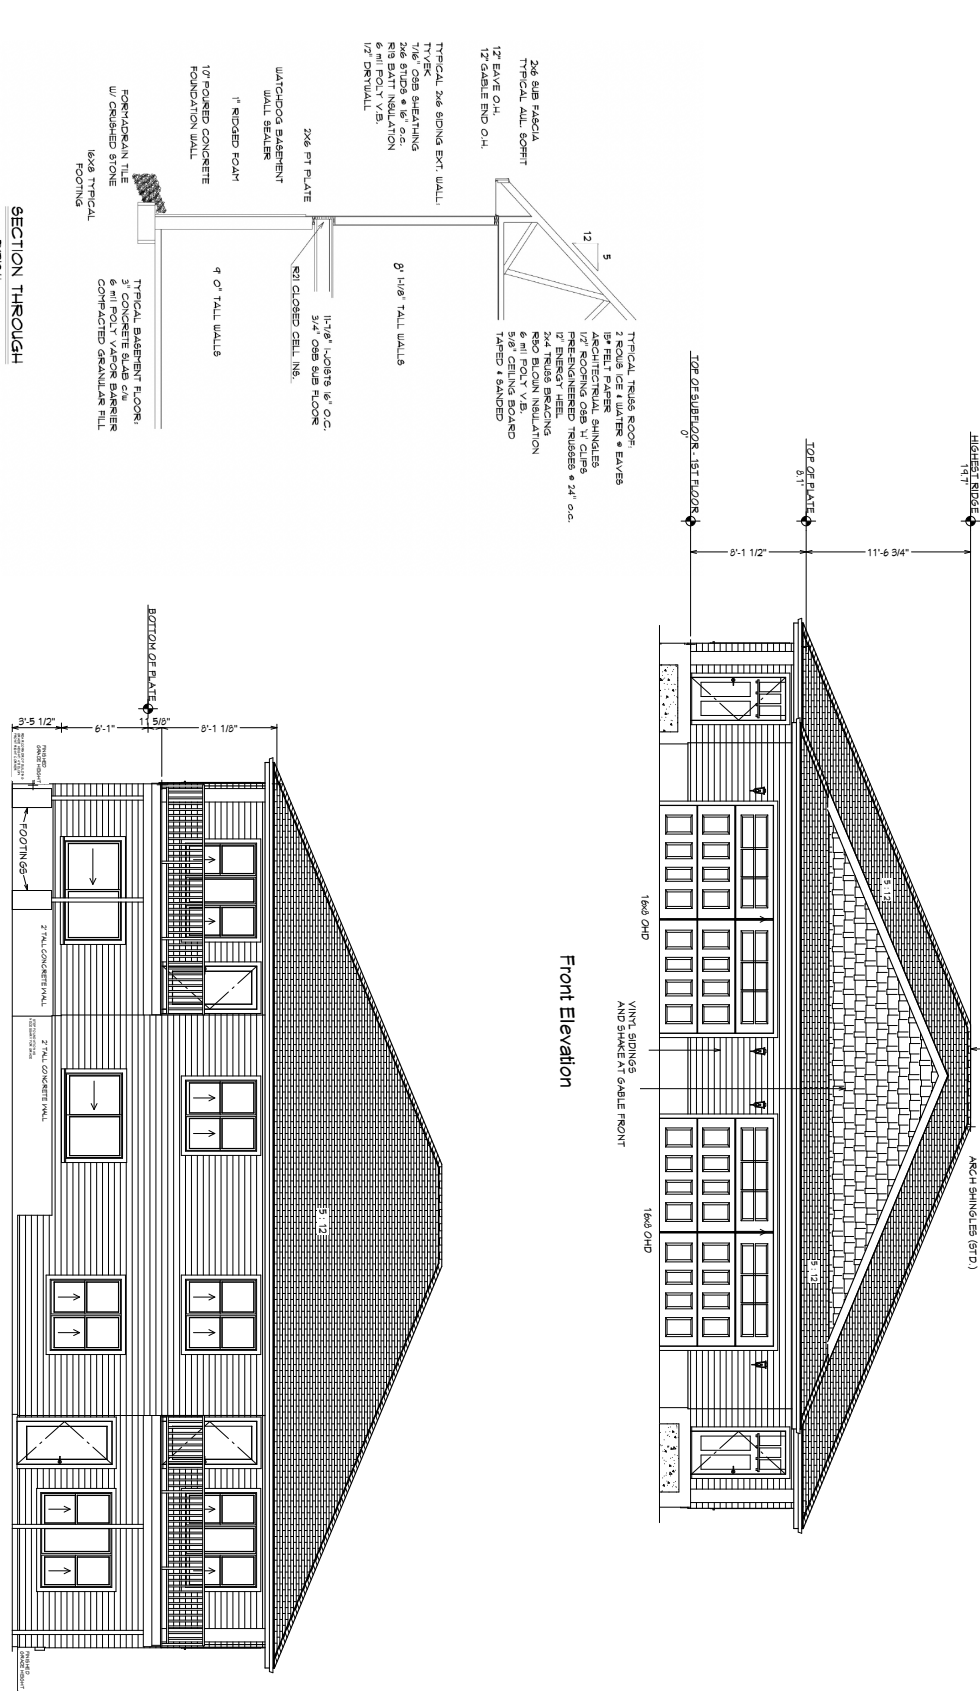 HIGHEST RIDGE
19.7'
TOP OF PLATE
8.1'
TOP OF SUBFLOOR - 1ST FLOOR
0'
11'-6 3/4"
8'-1 1/2"
ARCH SHINGLES (STD.)
5 : 12
5 : 12
16x8 OHD
16x8 OHD
VINYL SIDINGS
AND SHAKE AT GABLE FRONT
Front Elevation
2x6 SUB FASCIA
TYPICAL AUL. SOFFIT
12" EAVE O.H.
12" GABLE END O.H.
TYPICAL 2x6 SIDING EXT. WALL:
TYVEK
7/16" OSB SHEATHING
2x6 STUDS @ 16" O.C.
R19 BATT INSULATION
6 mil POLY V.B.
1/2" DRYWALL
2X6 PT PLATE
WATCHDOG BASEMENT
WALL SEALER
1" RIDGED FOAM
10" POURED CONCRETE
FOUNDATION WALL
FORMADRAIN TILE
W/ CRUSHED STONE
16X8 TYPICAL
FOOTING
5
12
TYPICAL TRUSS ROOF:
2 ROWS ICE & WATER @ EAVES
15# FELT PAPER
ARCHITECTRUAL SHINGLES
1/2" ROOFING OSB 'H' CLIPS
PRE-ENGINEERED TRUSSES @ 24" O.C.
12" ENERGY HEEL
2x4 TRUSS BRACING
R50 BLOWN INSULATION
6 mil POLY V.B.
5/8" CEILING BOARD
TAPED & SANDED
8' 1-1/8" TALL WALLS
11-7/8" I-JOISTS 16" O.C.
3/4" OSB SUB FLOOR
R21 CLOSED CELL INS.
9' 0" TALL WALLS
TYPICAL BASEMENT FLOOR:
3" CONCRETE SLAB c/w
6 mil POLY VAPOR BARRIER
COMPACTED GRANULAR FILL
SECTION THROUGH
BOTTOM OF PLATE
8'-1 1/8"
11 5/8"
6'-1"
3'-5 1/2"
5 : 12
FINISHED
GRADE HEIGHT
FOOTINGS
2' TALL CONCRETE WALL
2' TALL CONCRETE WALL
FINISHED
GRADE HEIGHT